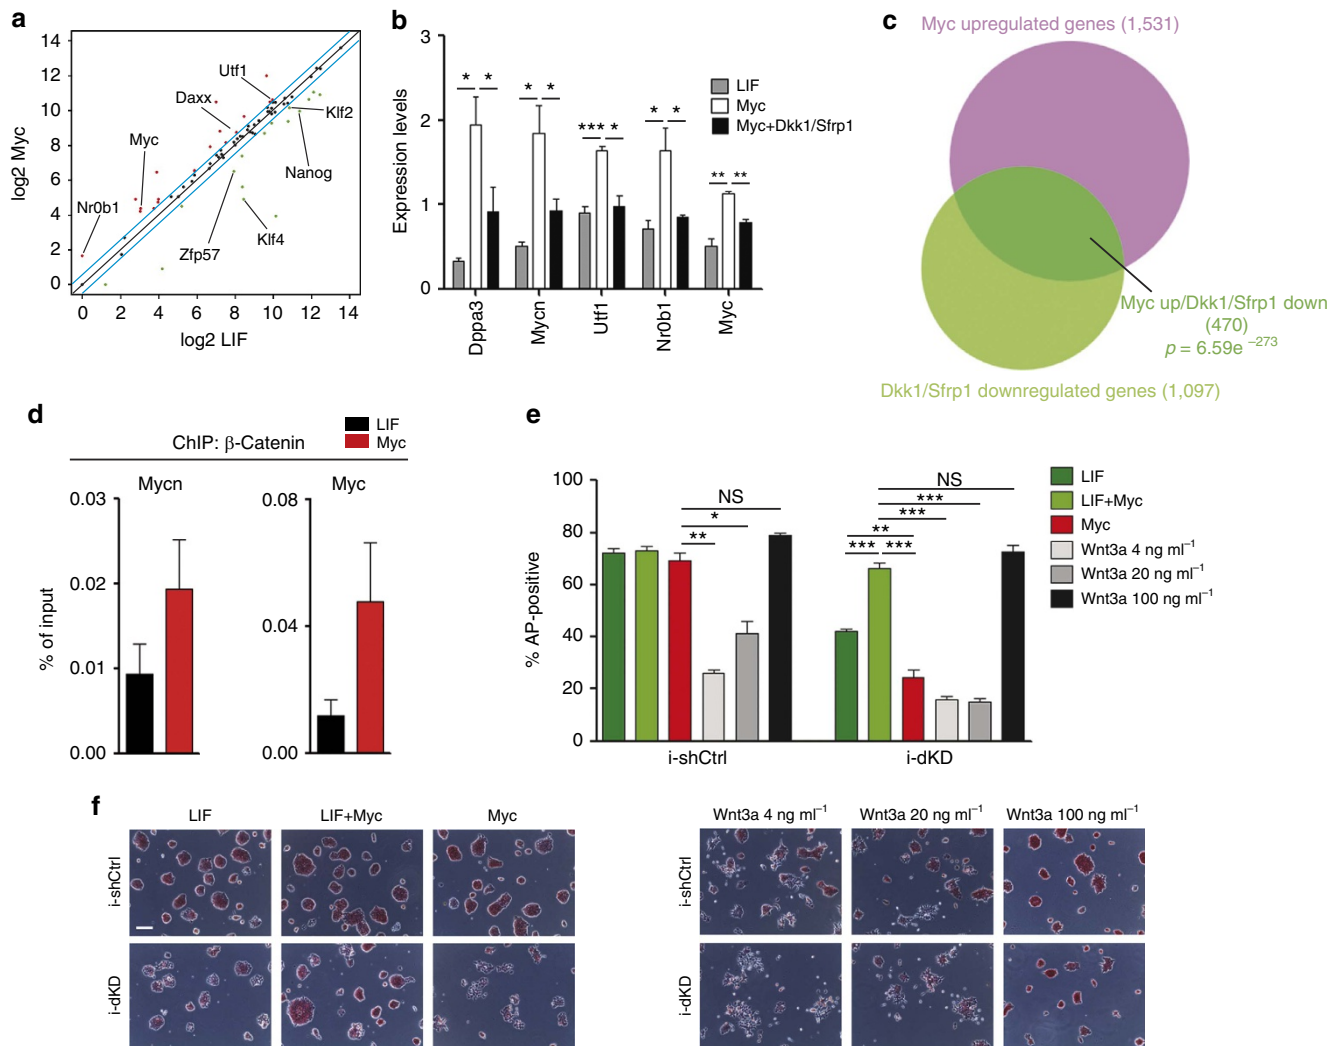 a
log2 Myc
14
12
10
8
6
4
2
0
0 2 4 6 8 10 12 14
log2 LIF
Utf1
Daxx
Myc
Nr0b1
Klf2
Nanog
Klf4
Zfp57
b
Expression levels
3
2
1
0
* * * * *** * * * ** **
LIF
Myc
Myc+Dkk1/Sfrp1
Dppa3
Mycn
Utf1
Nr0b1
Myc
c
Myc upregulated genes (1,531)
Myc up/Dkk1/Sfrp1 down
(470)
p = 6.59e −273
Dkk1/Sfrp1 downregulated genes (1,097)
d
LIF
Myc
ChIP: β-Catenin
Mycn
Myc
% of input
0.03
0.02
0.01
0.00
0.08
0.04
0.00
e
% AP-positive
100
80
60
40
20
0
NS
*
**
NS
***
***
**
*** ***
i-shCtrl
i-dKD
LIF
LIF+Myc
Myc
Wnt3a 4 ng ml−1
Wnt3a 20 ng ml−1
Wnt3a 100 ng ml−1
f
LIF
LIF+Myc
Myc
Wnt3a 4 ng ml−1
Wnt3a 20 ng ml−1
Wnt3a 100 ng ml−1
i-shCtrl
i-dKD
i-shCtrl
i-dKD